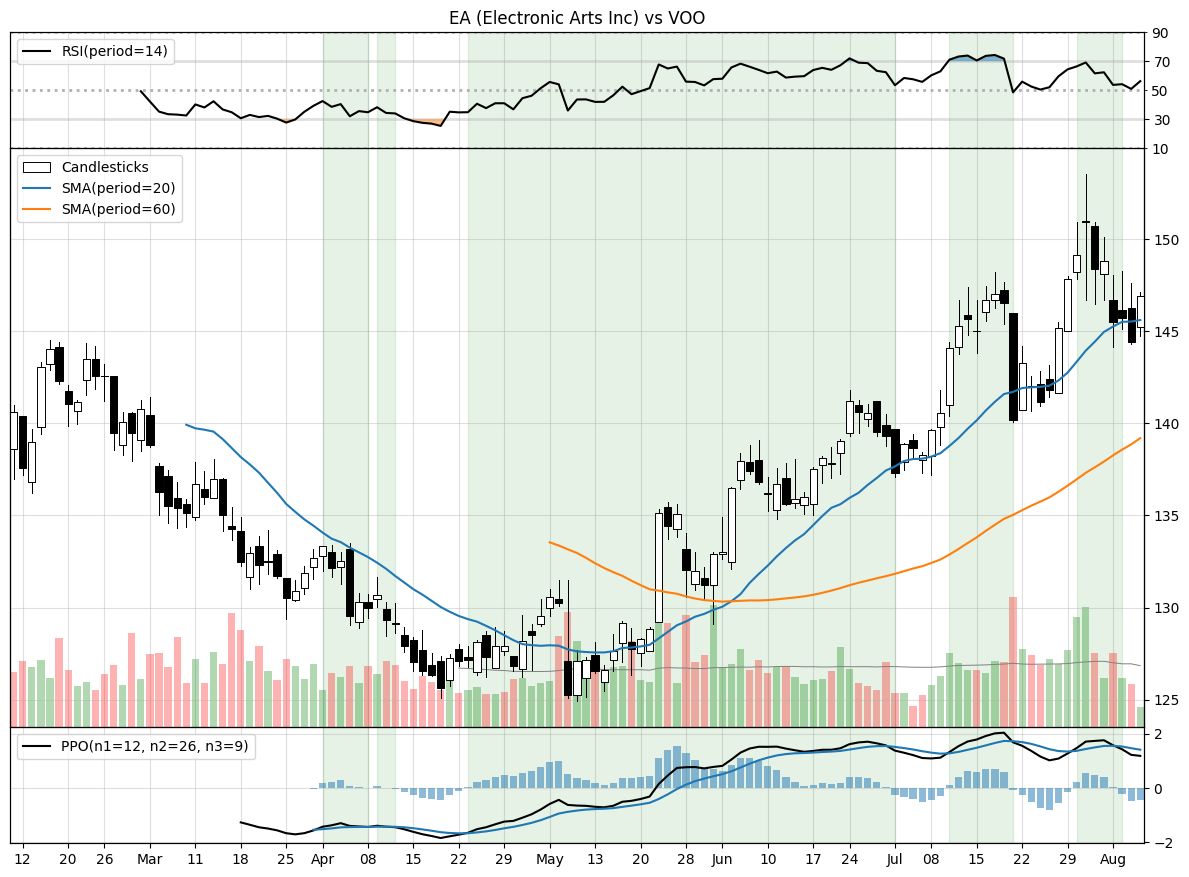 EA (Electronic Arts Inc) vs VOO
RSI(period=14)
90
70
50
30
10
Candlesticks
SMA(period=20)
SMA(period=60)
150
145
140
135
130
125
PPO(n1=12, n2=26, n3=9)
2
0
−2
12 20 26 Mar 11 18 25 Apr 08 15 22 29 May 13 20 28 Jun 10 17 24 Jul 08 15 22 29 Aug